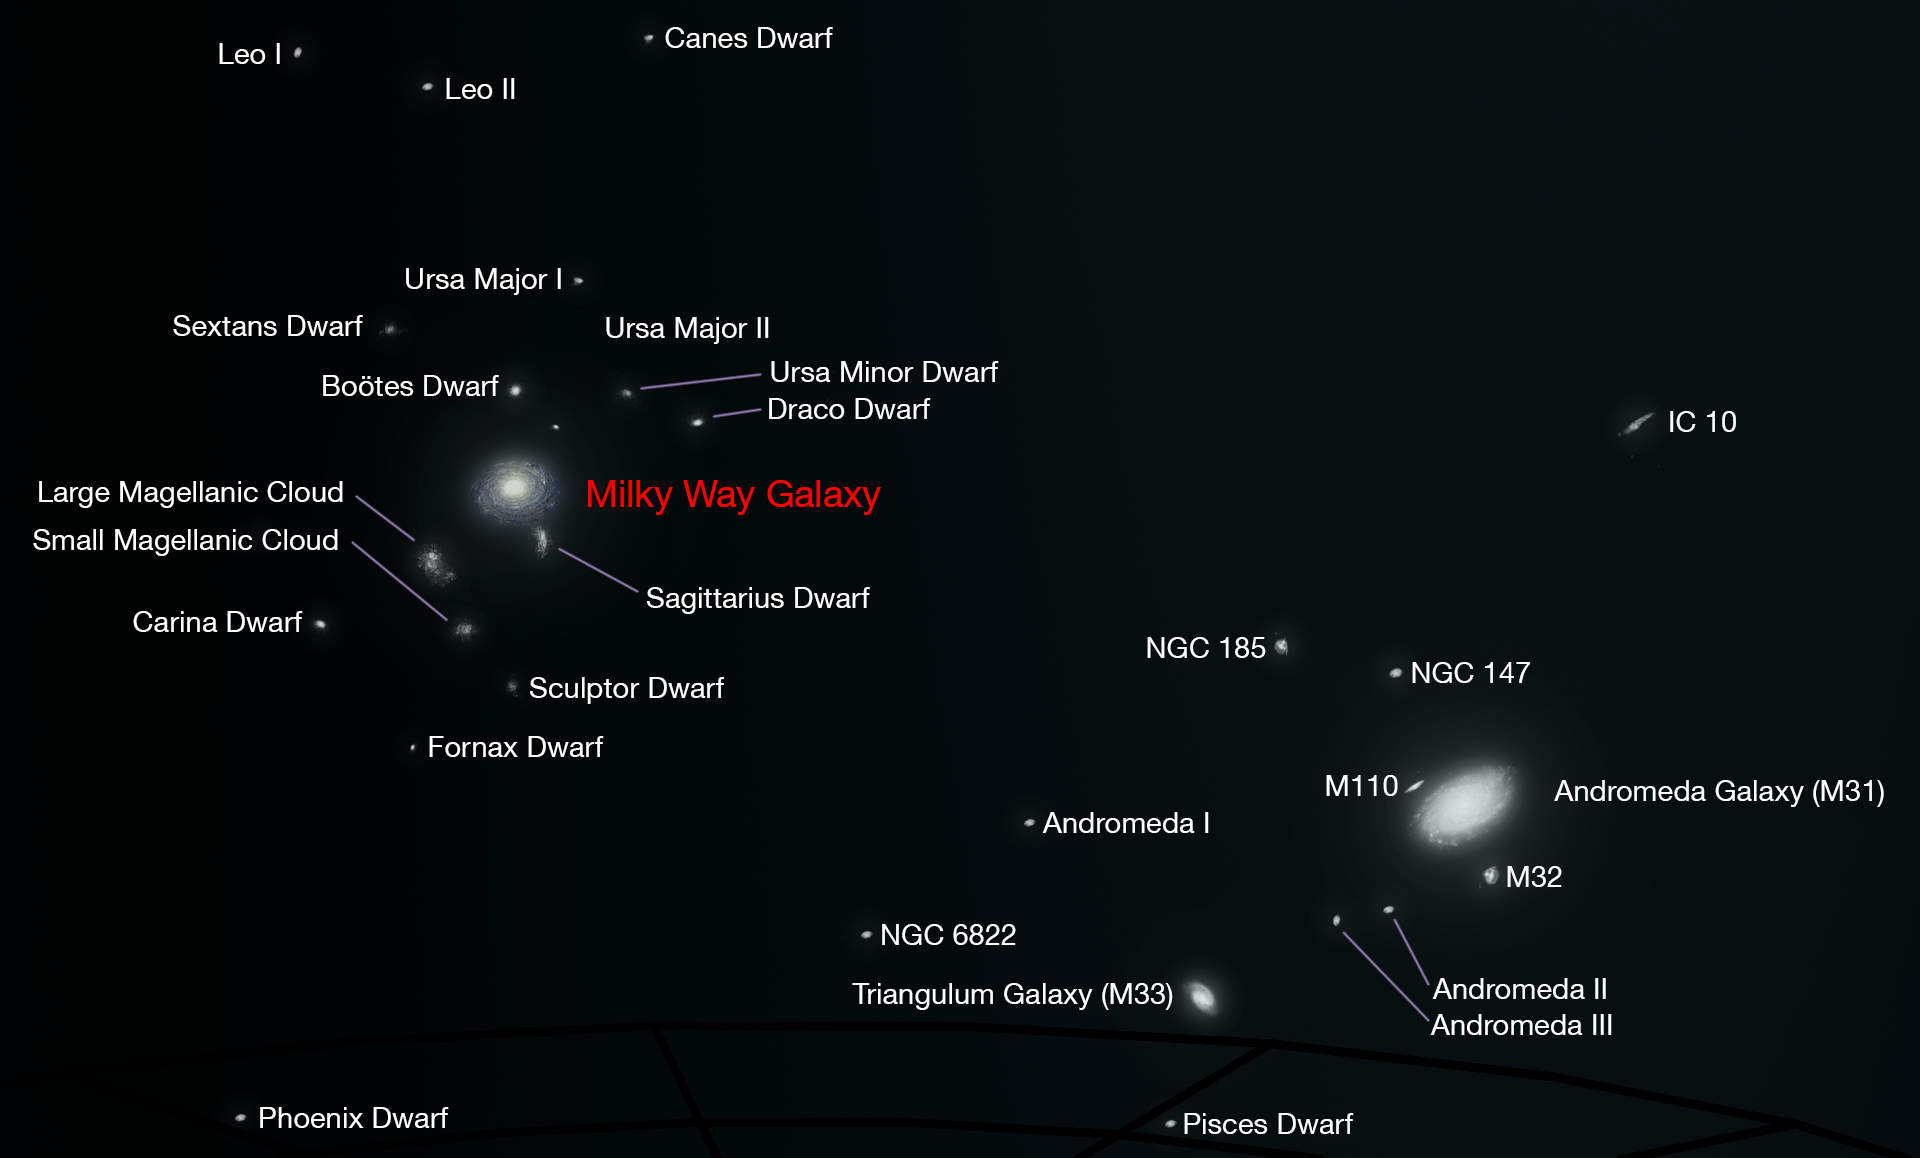 Canes Dwarf
Leo I
Leo II
Ursa Major I
Sextans Dwarf
Ursa Major II
Ursa Minor Dwarf
Boötes Dwarf
Draco Dwarf
IC 10
Large Magellanic Cloud
Milky Way Galaxy
Small Magellanic Cloud
Sagittarius Dwarf
Carina Dwarf
NGC 185
NGC 147
Sculptor Dwarf
Fornax Dwarf
M110
Andromeda Galaxy (M31)
Andromeda I
M32
NGC 6822
Triangulum Galaxy (M33)
Andromeda II
Andromeda III
Phoenix Dwarf
Pisces Dwarf